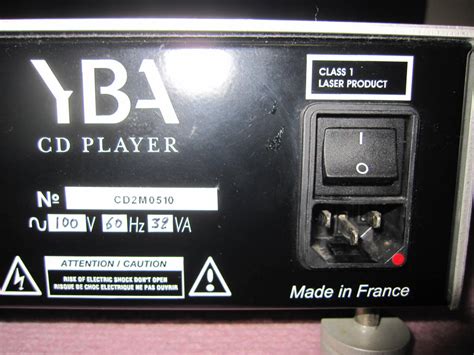 YBA
CD PLAYER
CLASS 1
LASER PRODUCT
I
O
No CD2M0510
~ 100 V 60 Hz 38 VA
ATTENTION / CAUTION
RISK OF ELECTRIC SHOCK DON'T OPEN
RISQUE DE CHOC ELECTRIQUE NE PAS OUVRIR
Made in France